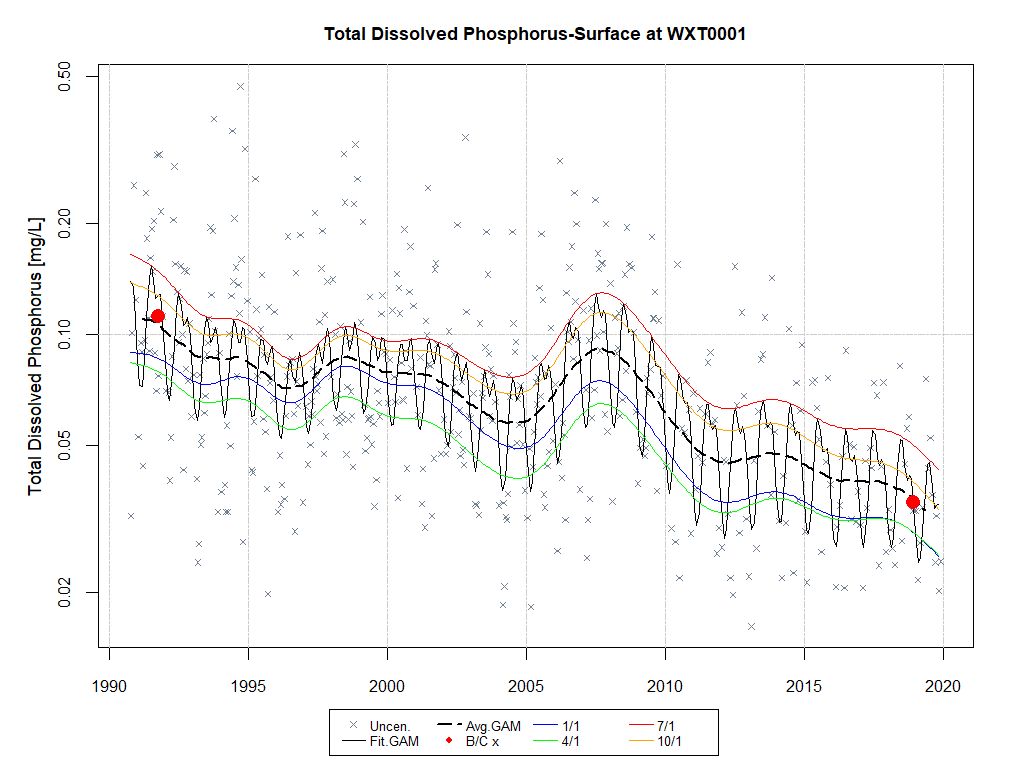 Total Dissolved Phosphorus-Surface at WXT0001
Total Dissolved Phosphorus [mg/L]
0.50
0.20
0.10
0.05
0.02
1990 1995 2000 2005 2010 2015 2020
Uncen. Avg.GAM 1/1 7/1
Fit.GAM B/C x 4/1 10/1